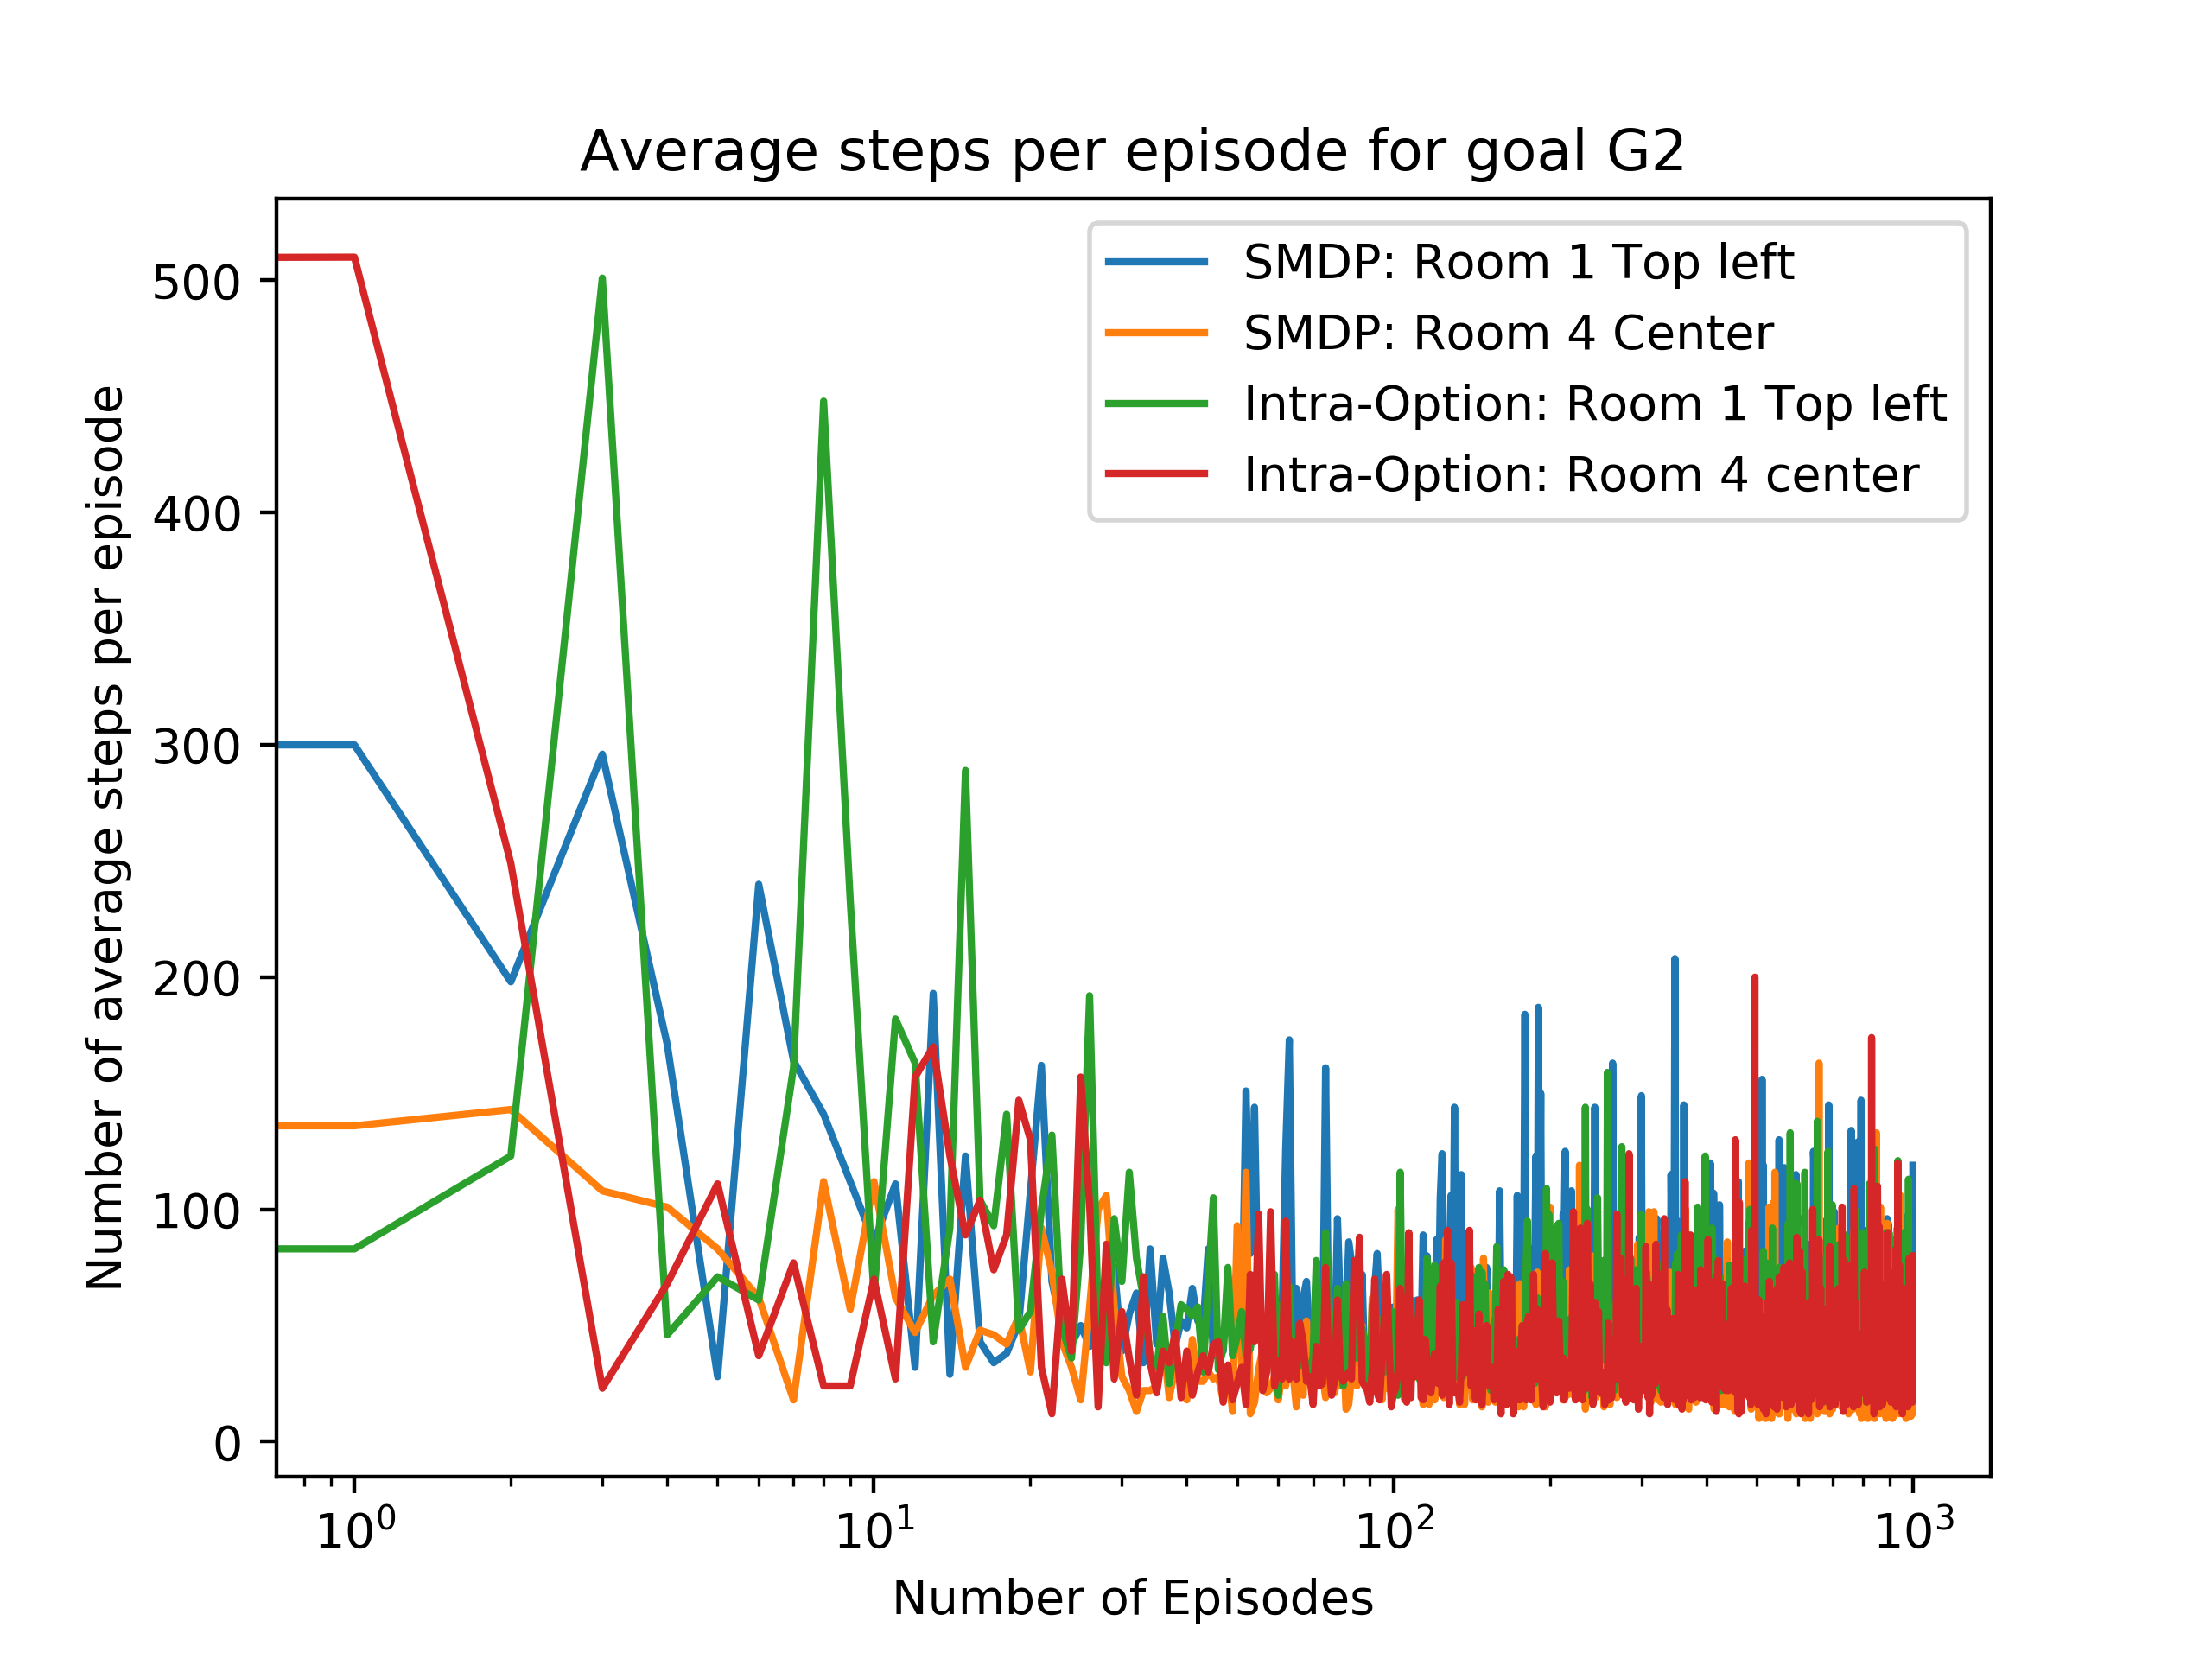 Average steps per episode for goal G2
SMDP: Room 1 Top left
SMDP: Room 4 Center
Intra-Option: Room 1 Top left
Intra-Option: Room 4 center
Number of average steps per episode
500
400
300
200
100
0
10⁰ 10¹ 10² 10³
Number of Episodes